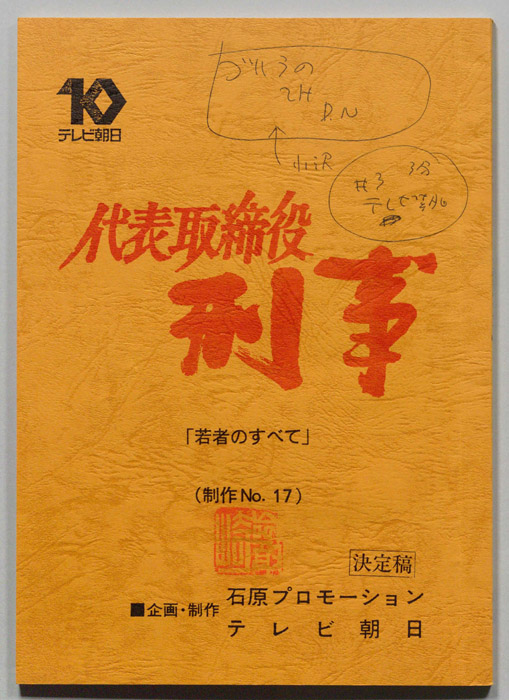 10
テレビ朝日
2H
P.N
代表取締役
刑事
「若者のすべて」
(制作No. 17)
決定稿
■企画・制作 石原プロモーション
テレビ朝日